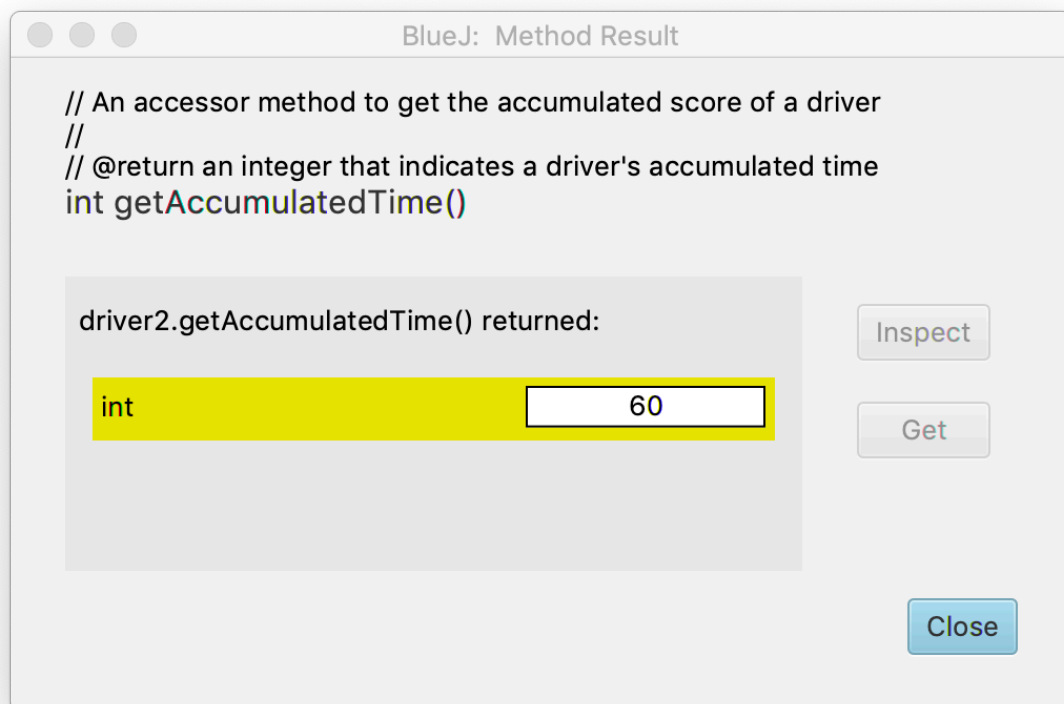 BlueJ:  Method Result
// An accessor method to get the accumulated score of a driver
//
// @return an integer that indicates a driver's accumulated time
int getAccumulatedTime()
driver2.getAccumulatedTime() returned:
Inspect
int 60
Get
Close